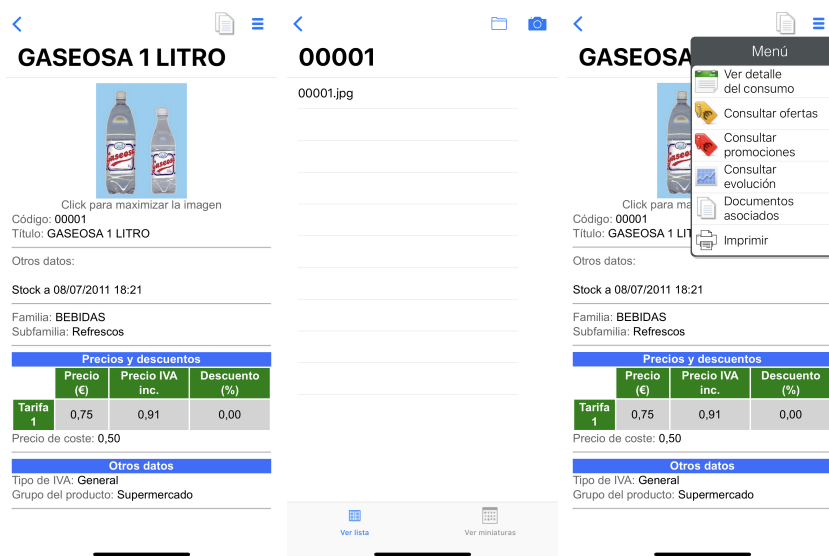 GASEOSA 1 LITRO
Gaseosa
Gaseosa
Click para maximizar la imagen
Código: 00001
Título: GASEOSA 1 LITRO
Otros datos:
Stock a 08/07/2011 18:21
Familia: BEBIDAS
Subfamilia: Refrescos
Precios y descuentos
Precio (€) Precio IVA inc. Descuento (%)
Tarifa 1 0,75 0,91 0,00
Precio de coste: 0,50
Otros datos
Tipo de IVA: General
Grupo del producto: Supermercado
00001
00001.jpg
Ver lista
Ver miniaturas
GASEOSA
Menú
Ver detalle
del consumo
Consultar ofertas
Consultar
promociones
Consultar
evolución
Documentos
asociados
Imprimir
Click para ma
Código: 00001
Título: GASEOSA 1 LIT
Otros datos:
Stock a 08/07/2011 18:21
Familia: BEBIDAS
Subfamilia: Refrescos
Precios y descuentos
Precio (€) Precio IVA inc. Descuento (%)
Tarifa 1 0,75 0,91 0,00
Precio de coste: 0,50
Otros datos
Tipo de IVA: General
Grupo del producto: Supermercado